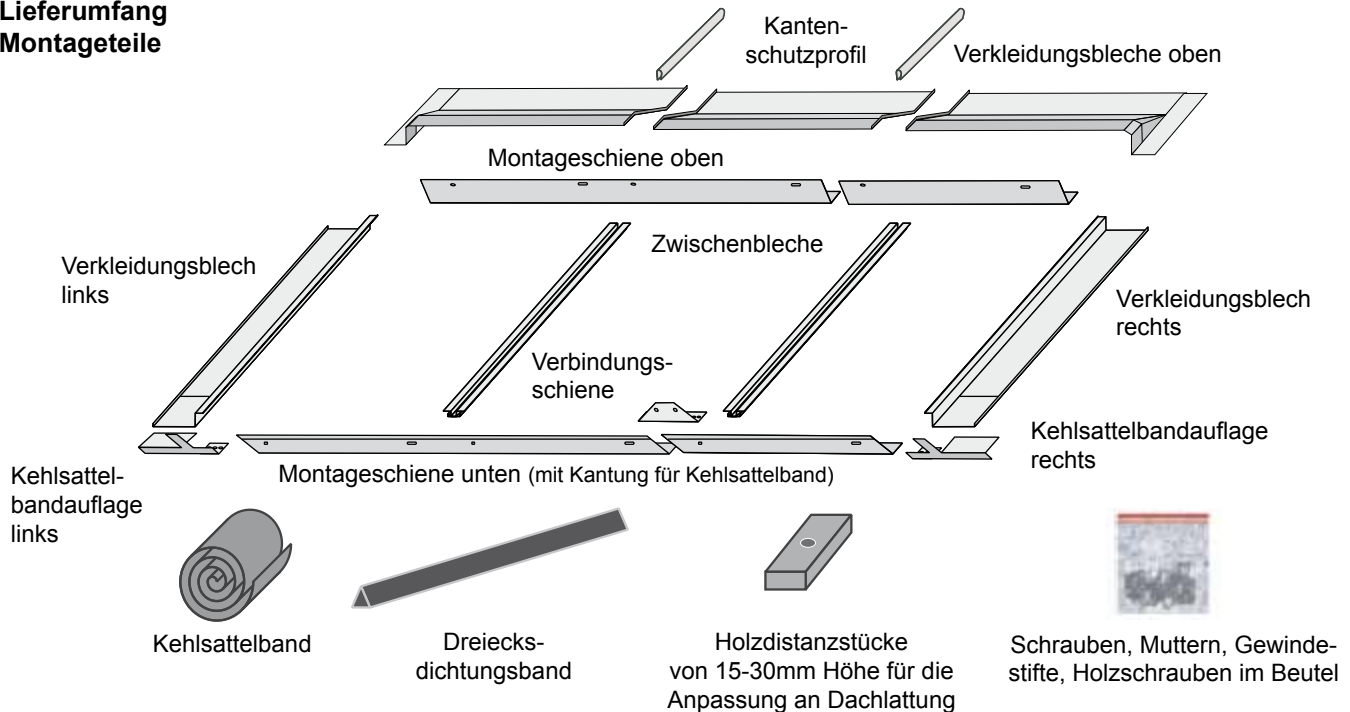 Lieferumfang
Montageteile
Kanten-
schutzprofil
Verkleidungsbleche oben
Montageschiene oben
Zwischenbleche
Verkleidungsblech
links
Verkleidungsblech
rechts
Verbindungs-
schiene
Kehlsattelbandauflage
rechts
Kehlsattel-
bandauflage
links
Montageschiene unten (mit Kantung für Kehlsattelband)
Kehlsattelband
Dreiecks-
dichtungsband
Holzdistanzstücke
von 15-30mm Höhe für die
Anpassung an Dachlattung
Schrauben, Muttern, Gewinde-
stifte, Holzschrauben im Beutel